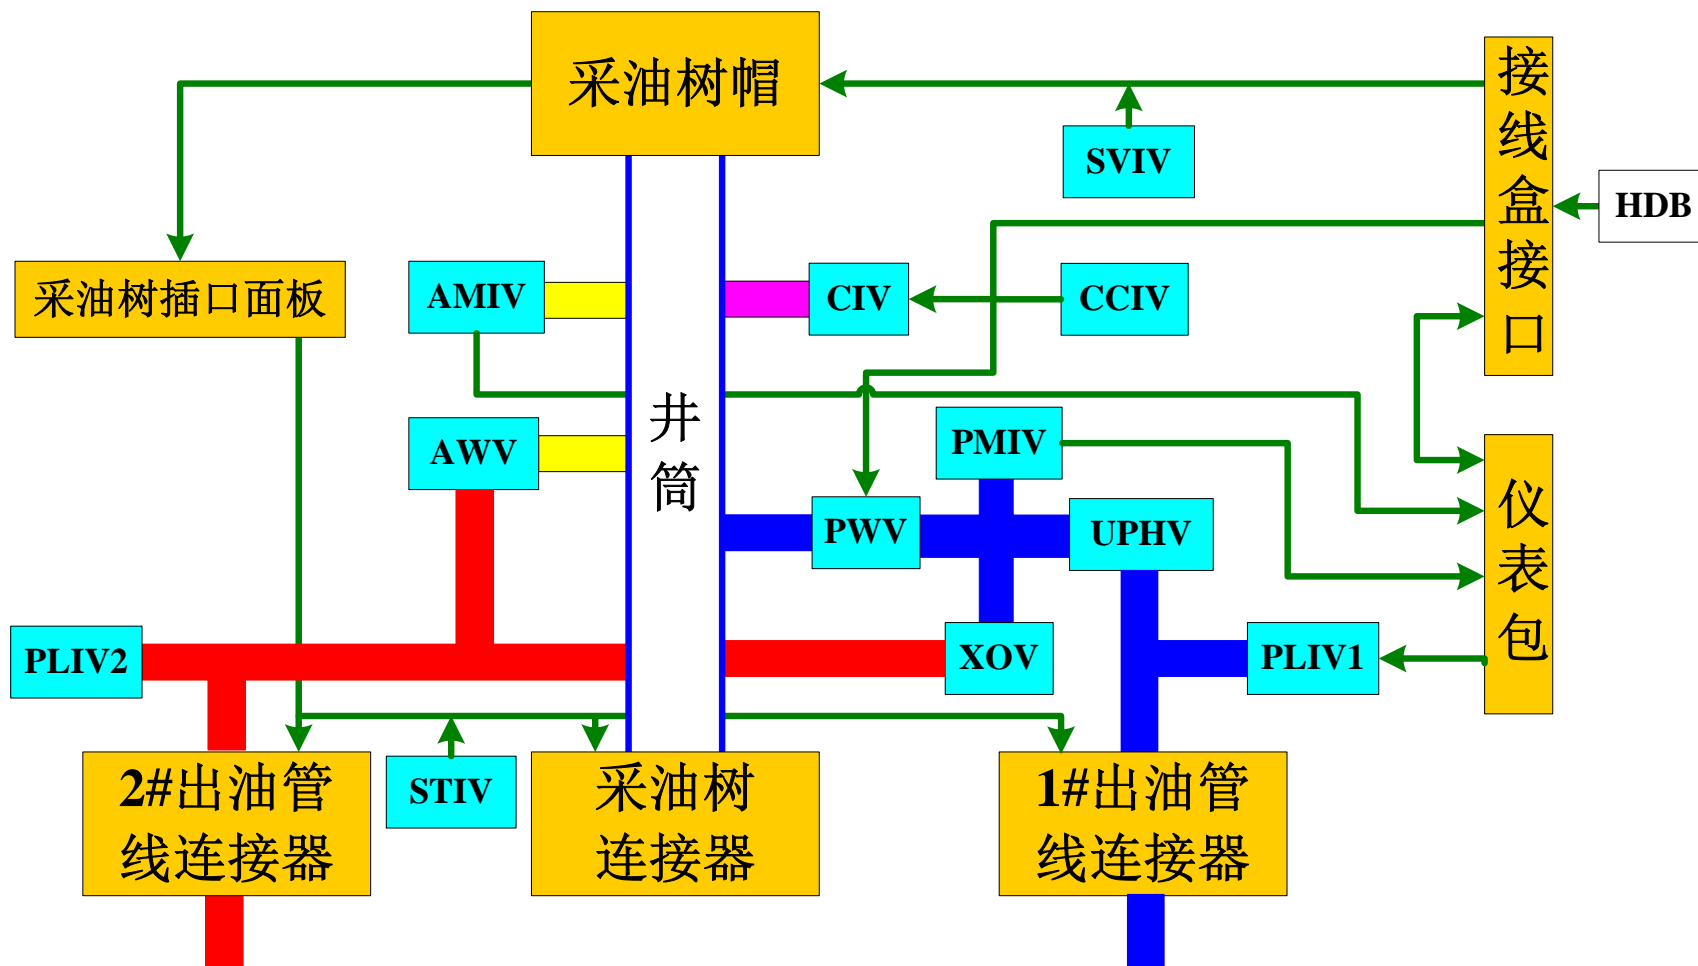 采油树帽
接线盒接口
SVIV
HDB
采油树插口面板
AMIV
CIV
CCIV
井筒
AWV
PMIV
PWV
UPHV
仪表包
PLIV2
XOV
PLIV1
STIV
2#出油管
线连接器
采油树
连接器
1#出油管
线连接器